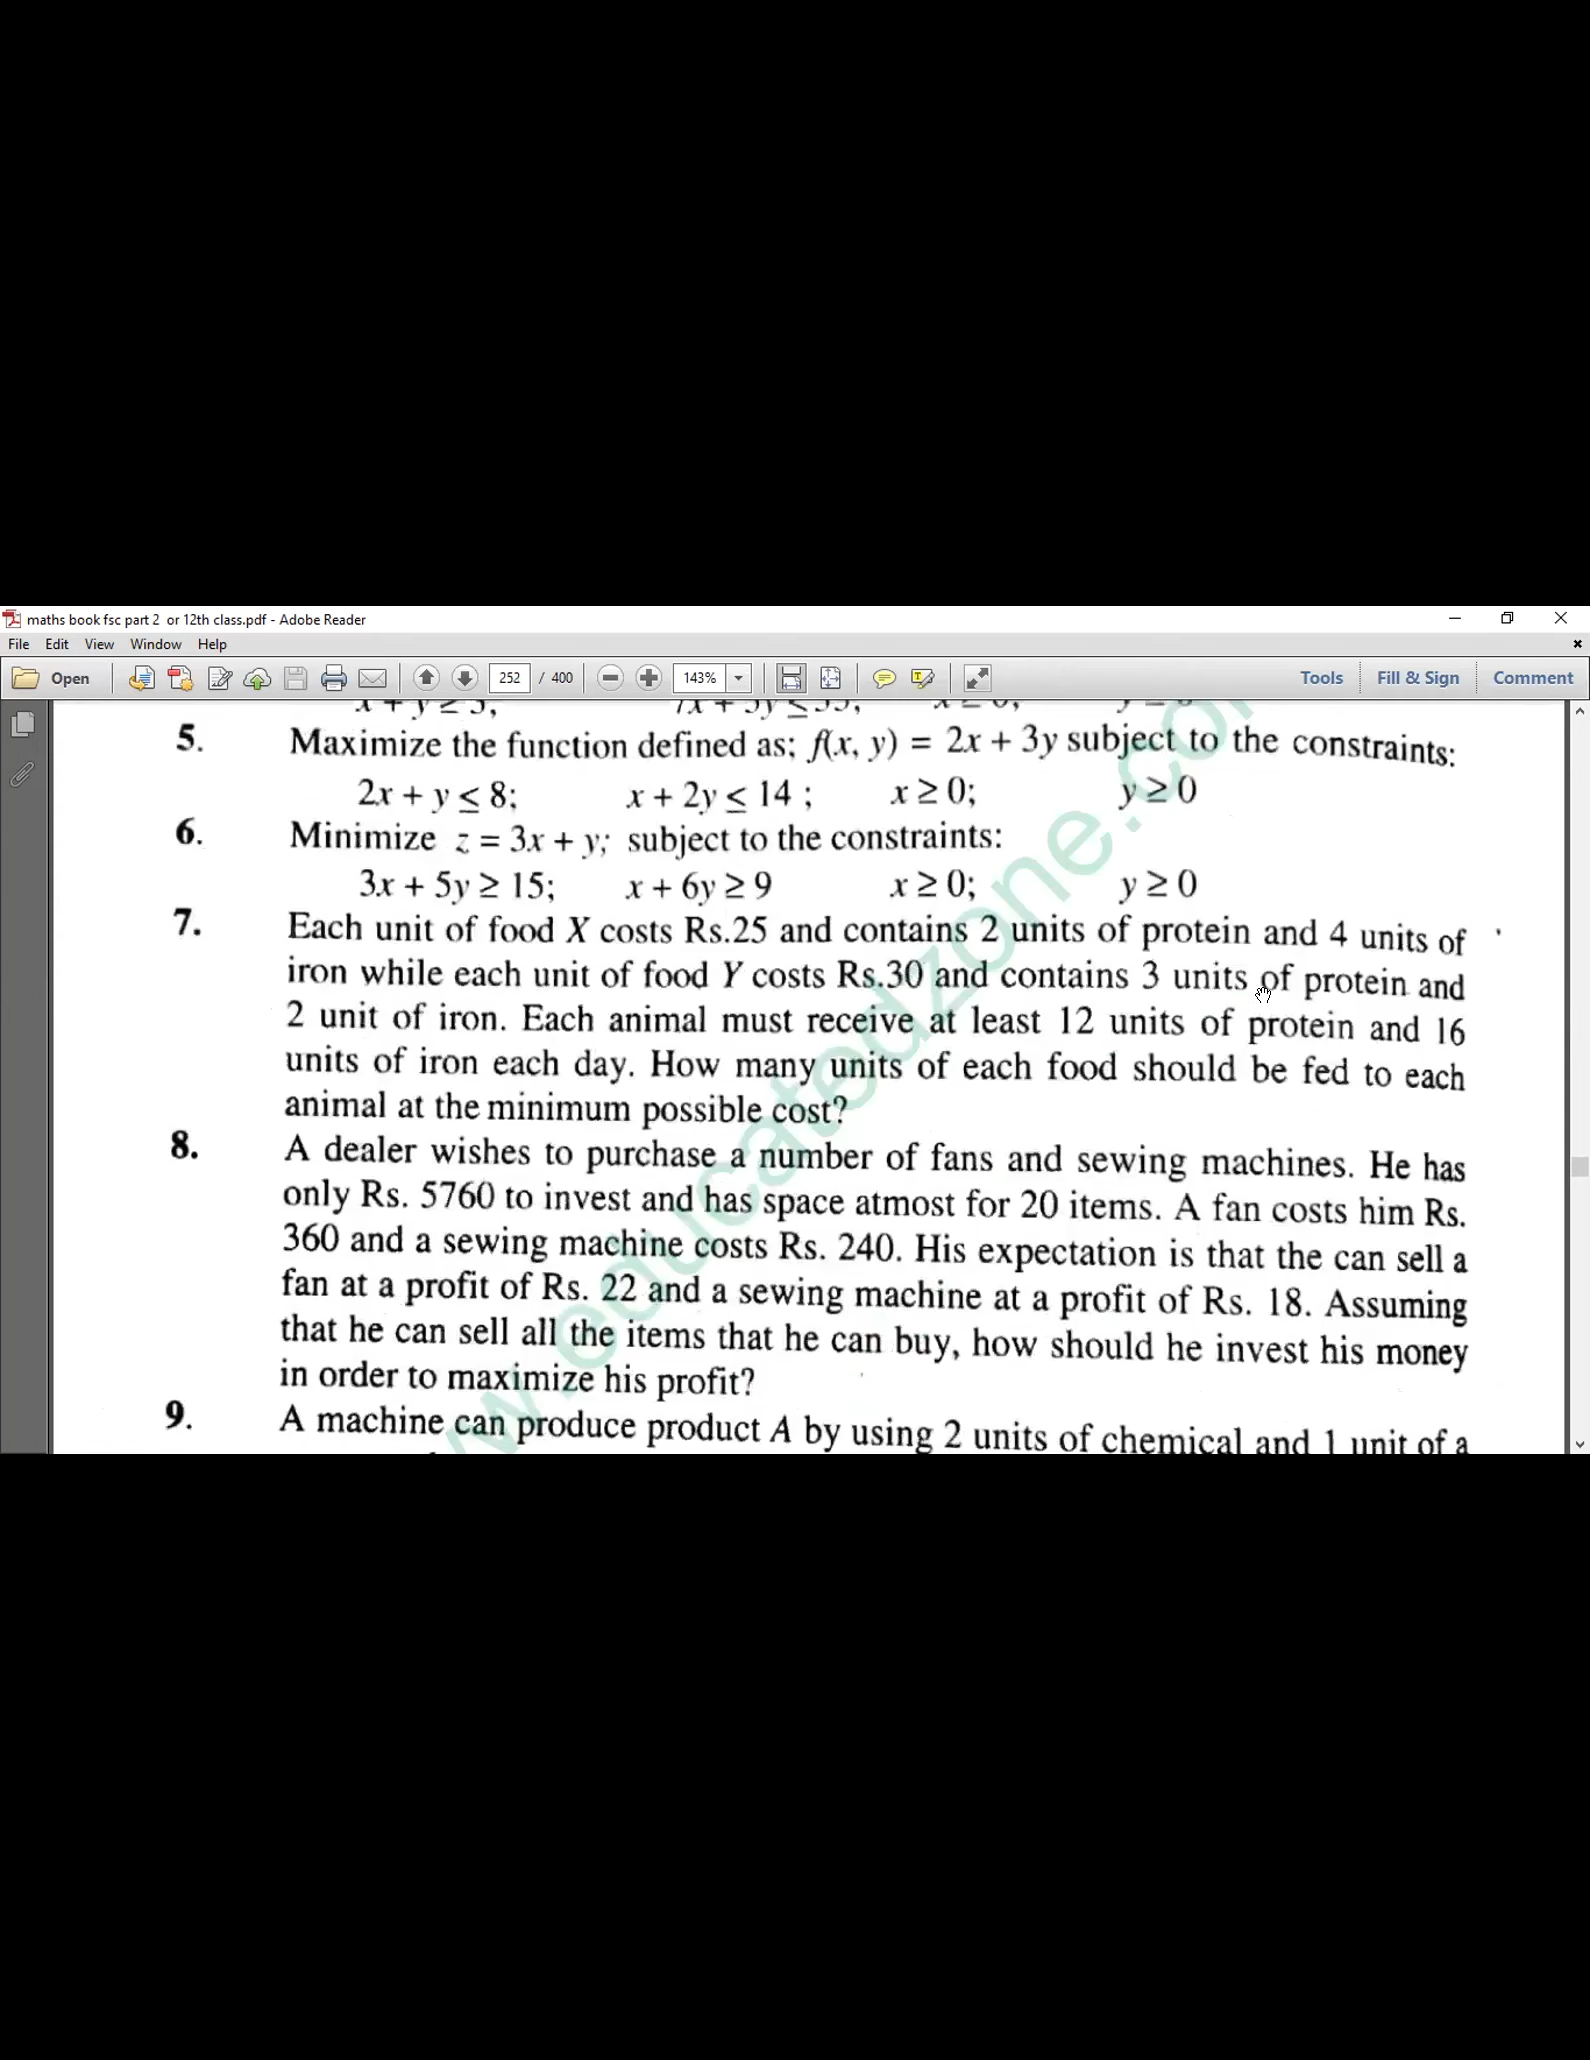 maths book fsc part 2 or 12th class.pdf - Adobe Reader
File Edit View Window Help
Open 252 / 400 143% Tools Fill & Sign Comment
5. Maximize the function defined as; f(x, y) = 2x + 3y subject to the constraints:
2x + y ≤ 8; x + 2y ≤ 14 ; x ≥ 0; y ≥ 0
6. Minimize z = 3x + y; subject to the constraints:
3x + 5y ≥ 15; x + 6y ≥ 9 x ≥ 0; y ≥ 0
7. Each unit of food X costs Rs.25 and contains 2 units of protein and 4 units of
iron while each unit of food Y costs Rs.30 and contains 3 units of protein and
2 unit of iron. Each animal must receive at least 12 units of protein and 16
units of iron each day. How many units of each food should be fed to each
animal at the minimum possible cost?
8. A dealer wishes to purchase a number of fans and sewing machines. He has
only Rs. 5760 to invest and has space atmost for 20 items. A fan costs him Rs.
360 and a sewing machine costs Rs. 240. His expectation is that the can sell a
fan at a profit of Rs. 22 and a sewing machine at a profit of Rs. 18. Assuming
that he can sell all the items that he can buy, how should he invest his money
in order to maximize his profit?
9. A machine can produce product A by using 2 units of chemical and 1 unit of a
w.educatedzone.co